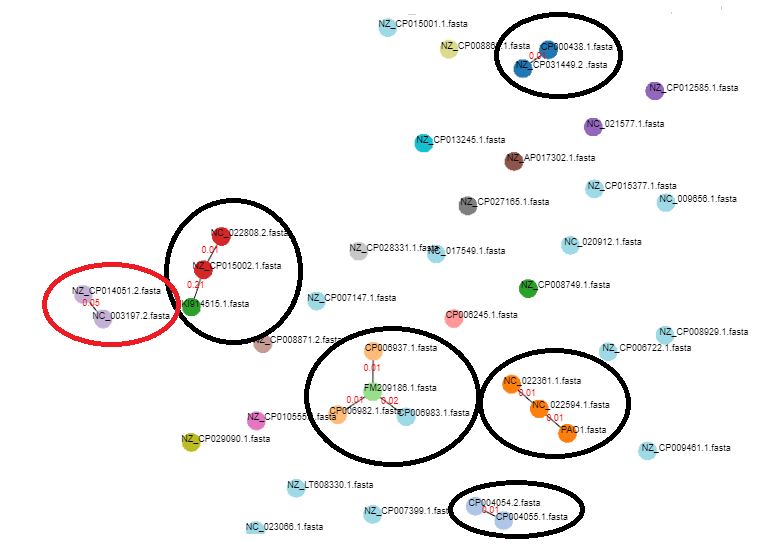 NZ_CP015001.1.fasta
CP000438.1.fasta
0.01
NZ_CP031449.2 .fasta
NZ_CP012585.1.fasta
NC_021577.1.fasta
NZ_CP013245.1.fasta
NZ_AP017302.1.fasta
NZ_CP015377.1.fasta
NC_009656.1.fasta
NZ_CP027165.1.fasta
NC_022808.2.fasta
0.01
NZ_CP028331.1.fasta
NC_017549.1.fasta
NC_020912.1.fasta
NZ_CP015002.1.fasta
0.21
NZ_CP014051.2.fasta
0.05
NC_003197.2.fasta
KI914515.1.fasta
NZ_CP007147.1.fasta
NZ_CP008749.1.fasta
CP006245.1.fasta
NZ_CP008929.1.fasta
NZ_CP008871.2.fasta
CP006937.1.fasta
NZ_CP006722.1.fasta
0.01
FM209186.1.fasta
0.01
0.02
CP006982.1.fasta
CP006983.1.fasta
NC_022361.1.fasta
0.01
NC_022594.1.fasta
0.01
PAO1.fasta
NZ_CP010555.1.fasta
NZ_CP029090.1.fasta
NZ_CP009461.1.fasta
NZ_LT608330.1.fasta
CP004054.2.fasta
0.01
CP004055.1.fasta
NZ_CP007399.1.fasta
NC_023066.1.fasta